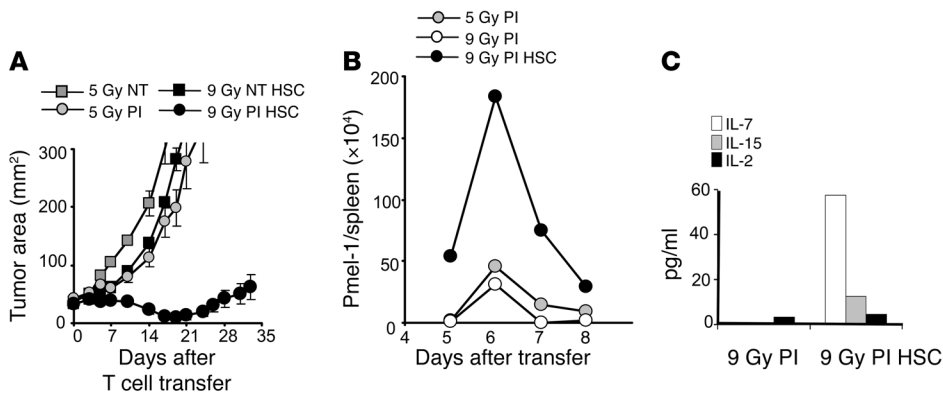 A
5 Gy NT
9 Gy NT HSC
5 Gy PI
9 Gy PI HSC
Tumor area (mm²)
300
200
100
0
0 7 14 21 28 35
Days after
T cell transfer
B
5 Gy PI
9 Gy PI
9 Gy PI HSC
Pmel-1/spleen (×10⁴)
200
150
100
50
0
4 5 6 7 8
Days after transfer
C
IL-7
IL-15
IL-2
pg/ml
60
40
20
0
9 Gy PI 9 Gy PI HSC